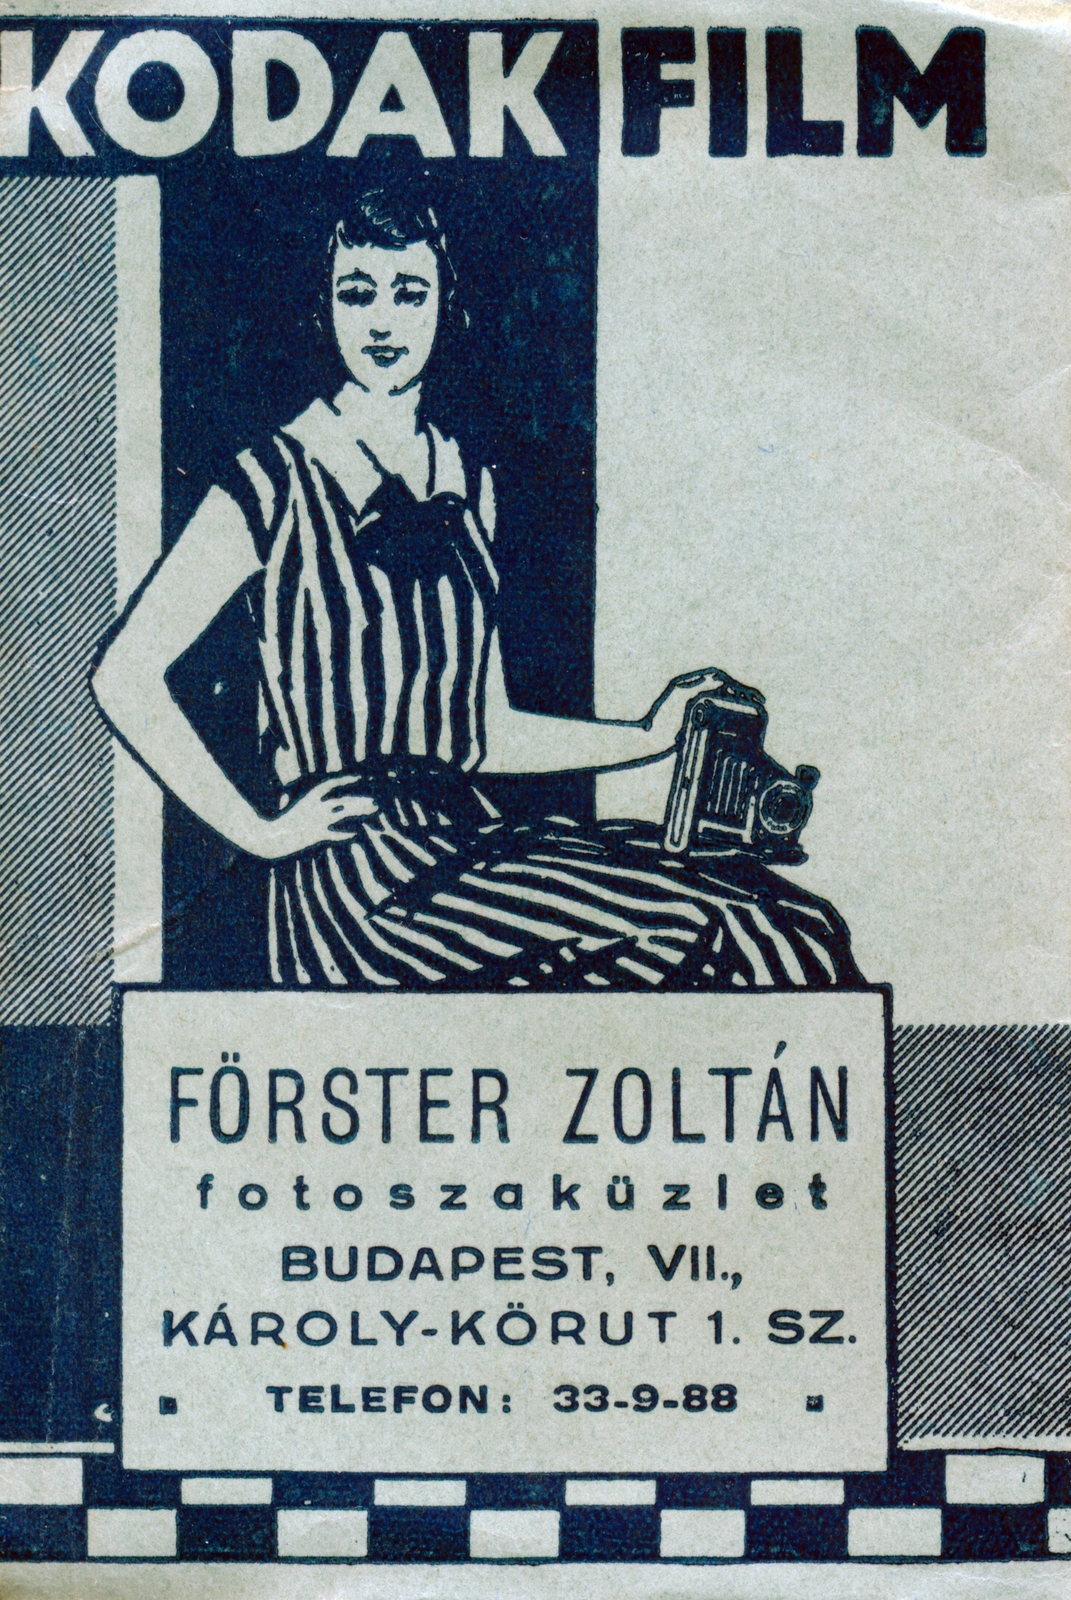 KODAK FILM
FÖRSTER ZOLTÁN
fotoszaküzlet
BUDAPEST, VII.,
KÁROLY-KÖRUT 1. SZ.
TELEFON: 33-9-88